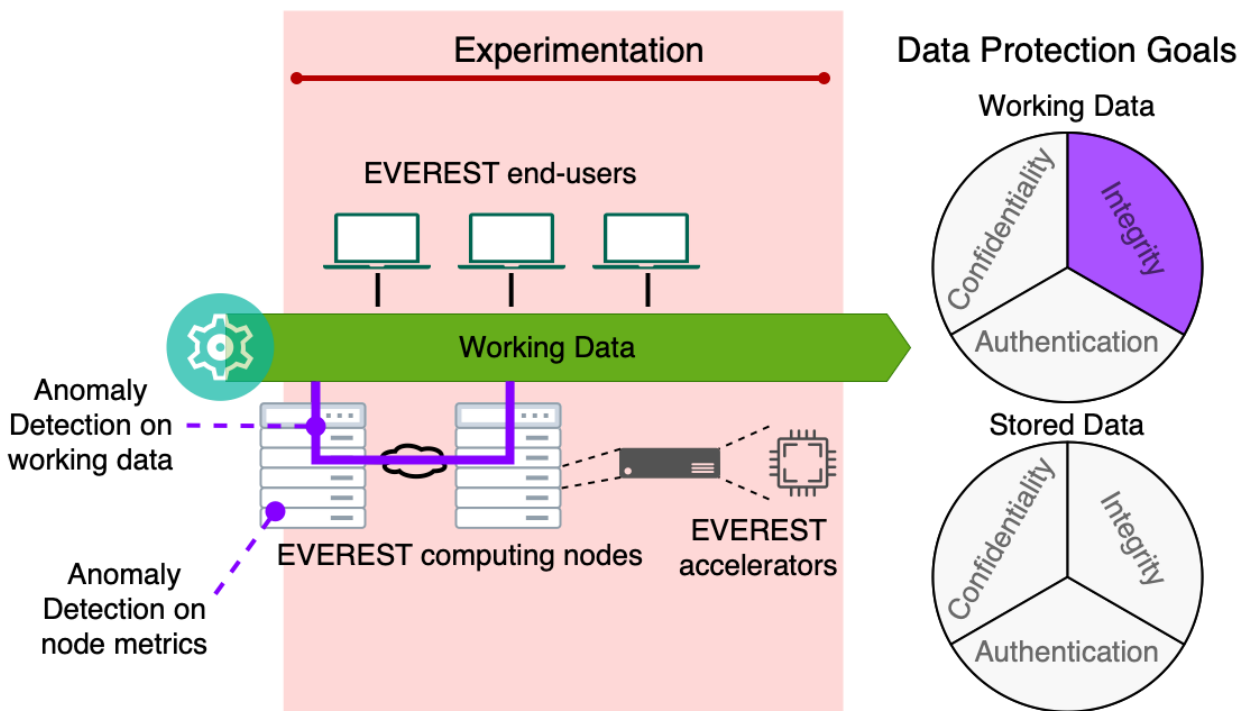 Experimentation
Data Protection Goals
Working Data
Confidentiality
Integrity
Authentication
EVEREST end-users
Working Data
Anomaly
Detection on
working data
Stored Data
Confidentiality
Integrity
Authentication
EVEREST computing nodes
EVEREST
accelerators
Anomaly
Detection on
node metrics